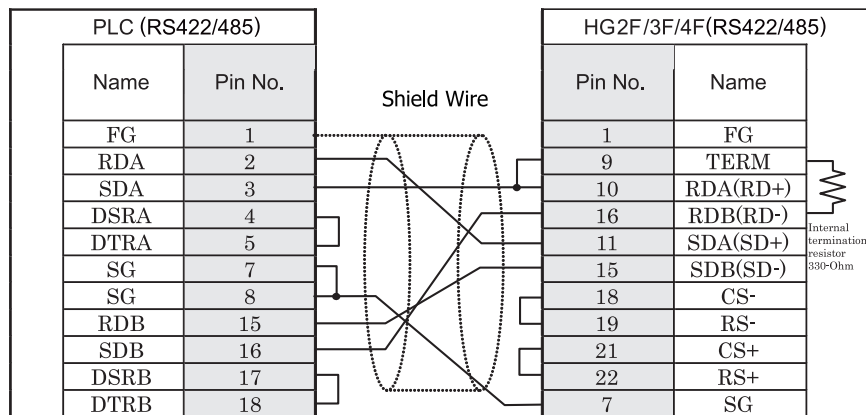 PLC (RS422/485) HG2F/3F/4F(RS422/485)
Name Pin No. Pin No. Name
Shield Wire
FG 1 1 FG
RDA 2 9 TERM
SDA 3 10 RDA(RD+)
DSRA 4 16 RDB(RD-)
DTRA 5 11 SDA(SD+)
SG 7 15 SDB(SD-)
SG 8 18 CS-
RDB 15 19 RS-
SDB 16 21 CS+
DSRB 17 22 RS+
DTRB 18 7 SG
Internal
termination
resistor
330-Ohm